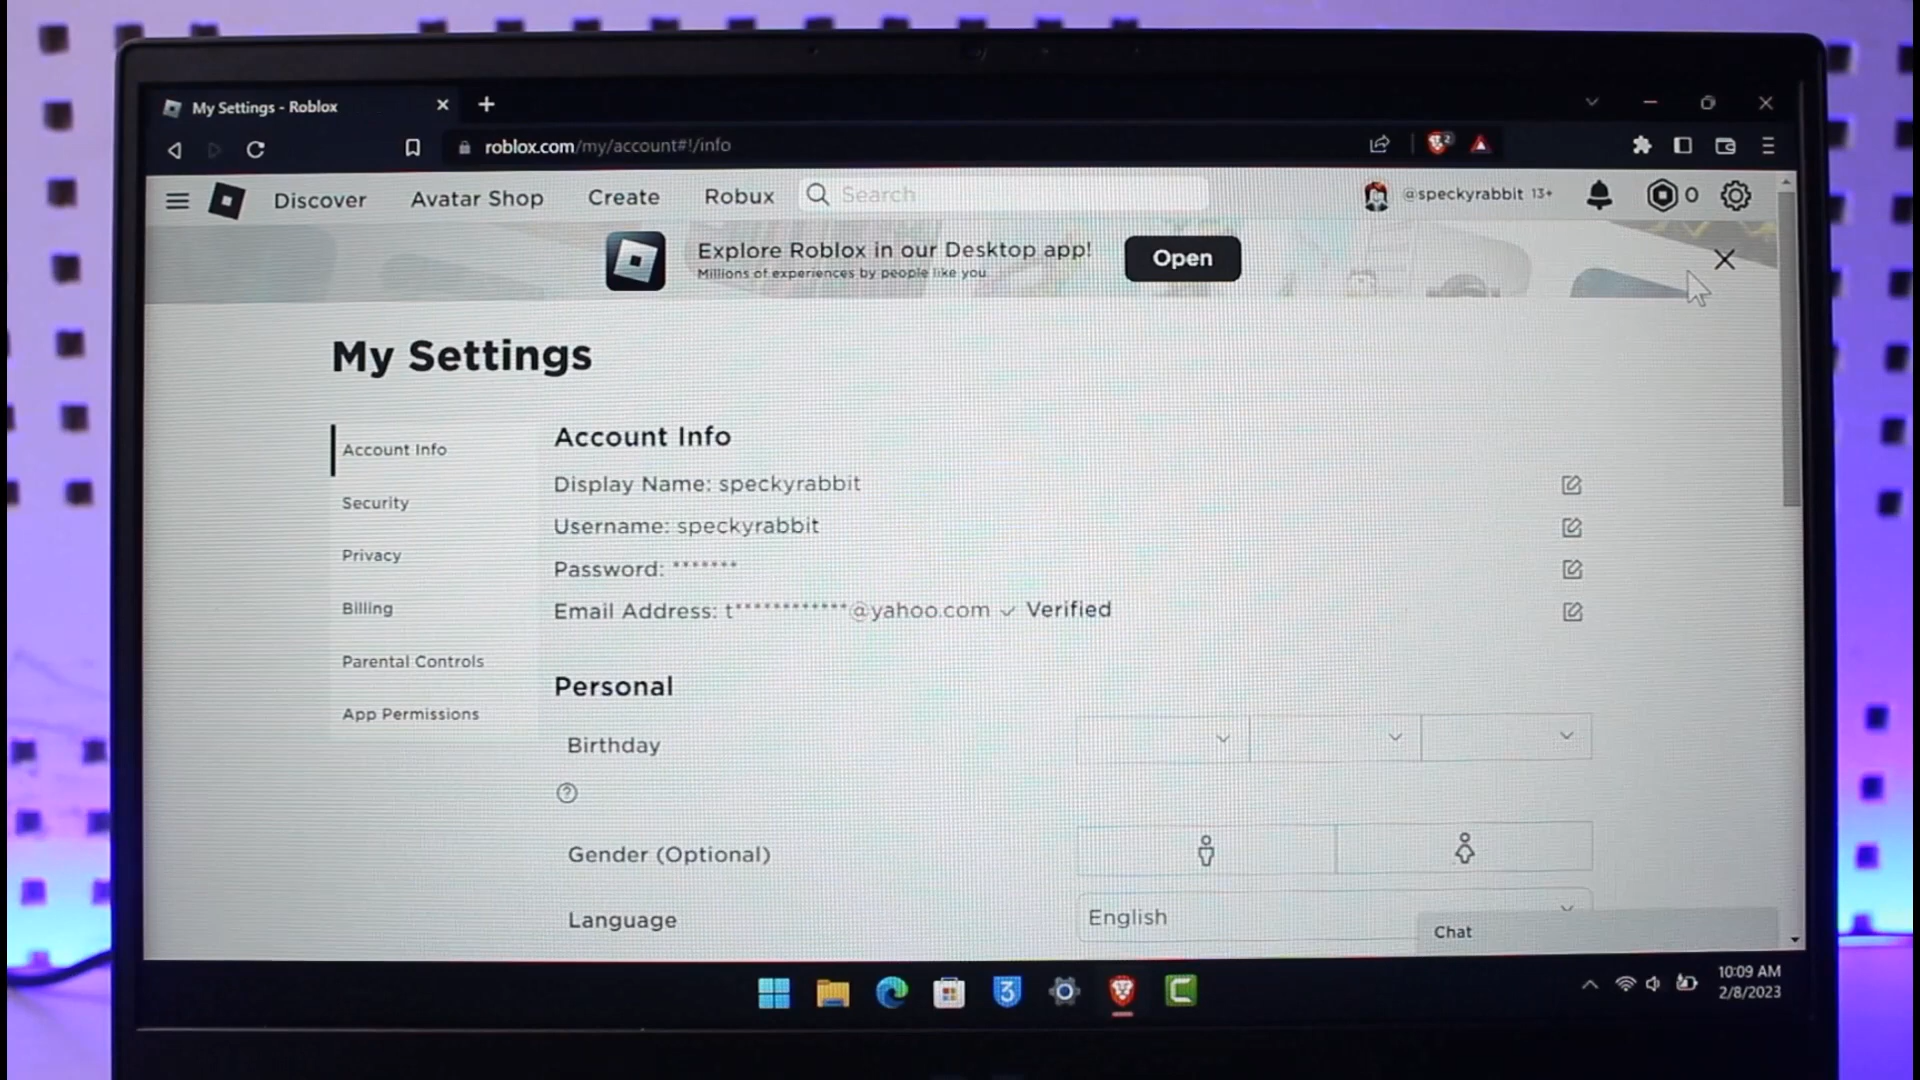 My Settings - Roblox
roblox.com/my/account#!/info
2
Discover
Avatar Shop
Create
Robux
Search
@speckyrabbit 13+
0
Explore Roblox in our Desktop app!
Millions of experiences by people like you
Open
My Settings
Account Info
Security
Privacy
Billing
Parental Controls
App Permissions
Account Info
Display Name: speckyrabbit
Username: speckyrabbit
Password: *******
Email Address: t************@yahoo.com ✓ Verified
Personal
Birthday
Gender (Optional)
Language
English
Chat
3
10:09 AM
2/8/2023